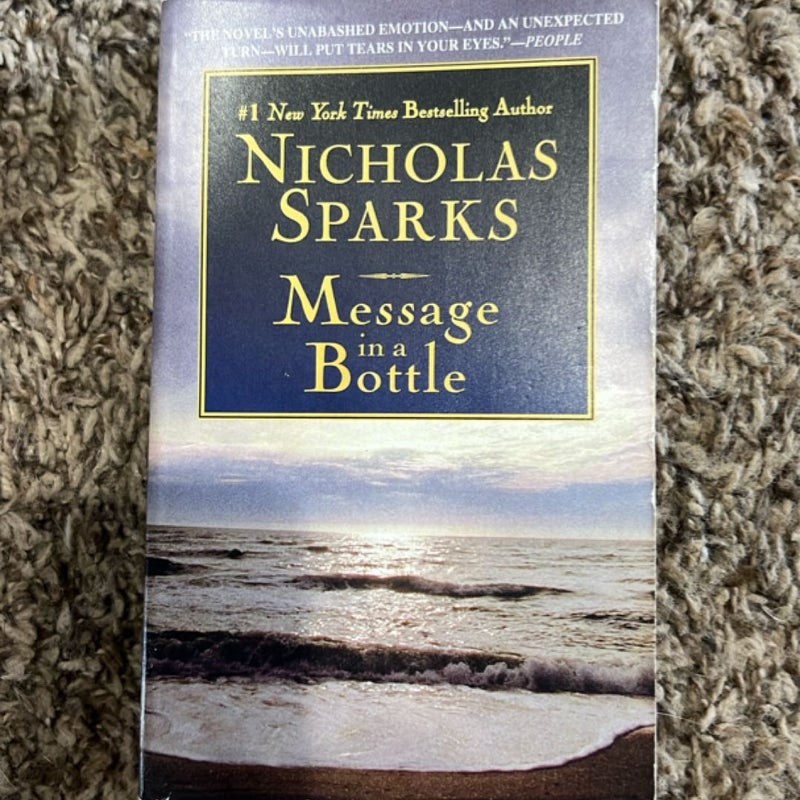 "THE NOVEL'S UNABASHED EMOTION—AND AN UNEXPECTED
TURN—WILL PUT TEARS IN YOUR EYES."—PEOPLE
#1 New York Times Bestselling Author
NICHOLAS
SPARKS
Message
in a
Bottle